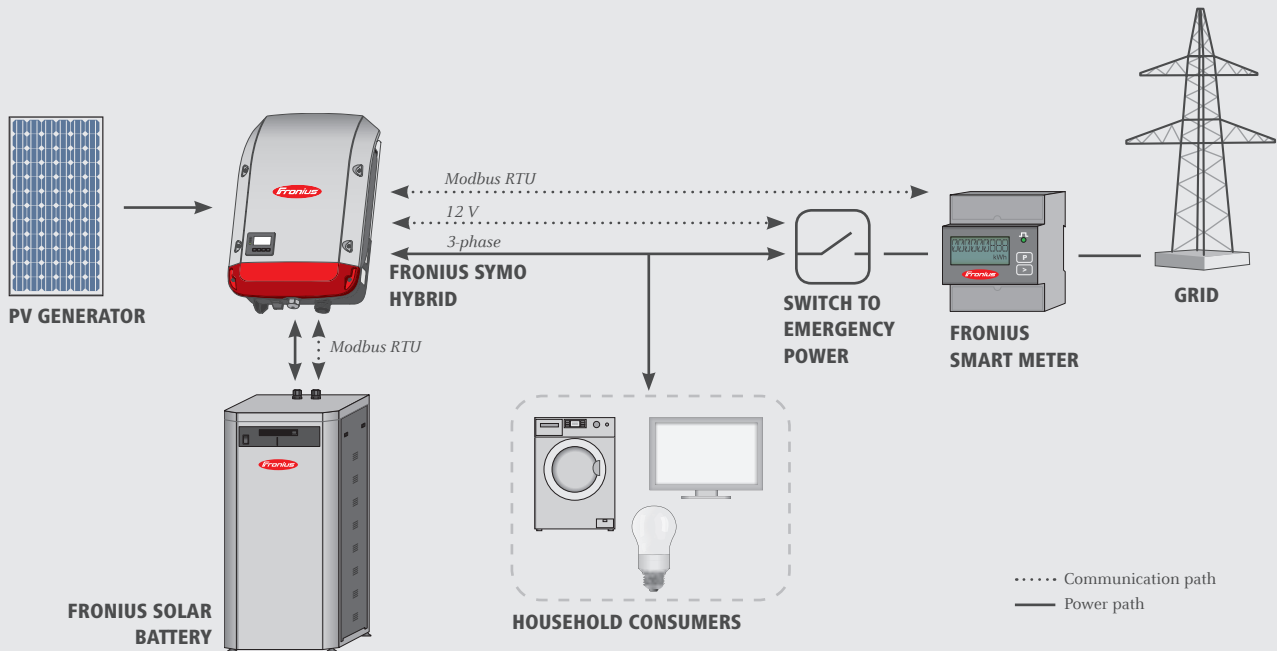 PV GENERATOR
Fronius
FRONIUS SYMO
HYBRID
Modbus RTU
12 V
3-phase
SWITCH TO
EMERGENCY
POWER
kWh
P
>
Fronius
FRONIUS
SMART METER
GRID
Modbus RTU
Fronius
FRONIUS SOLAR
BATTERY
HOUSEHOLD CONSUMERS
Communication path
Power path